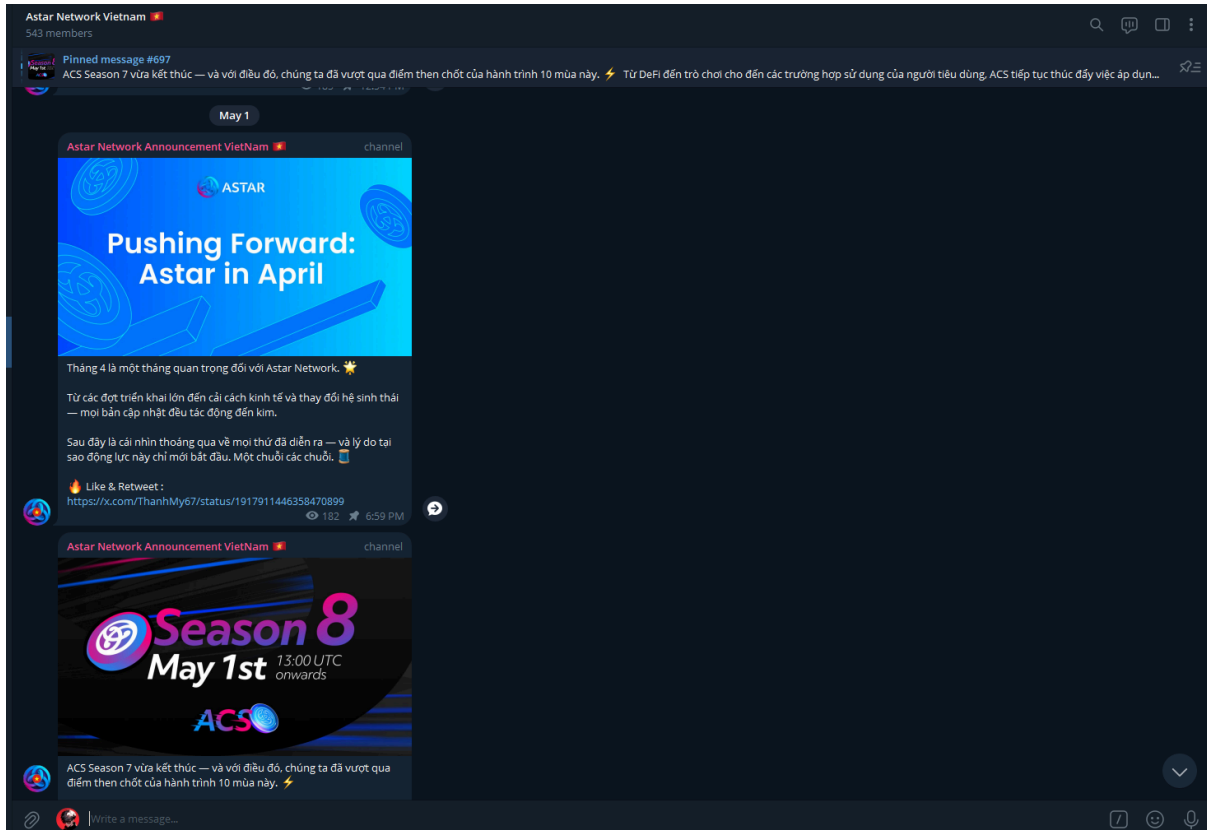 Astar Network Vietnam
543 members
Pinned message #697
ACS Season 7 vừa kết thúc — và với điều đó, chúng ta đã vượt qua điểm then chốt của hành trình 10 mùa này. ⚡ Từ DeFi đến trò chơi cho đến các trường hợp sử dụng của người tiêu dùng, ACS tiếp tục thúc đẩy việc áp dụn...
May 1
Astar Network Announcement VietNam 🇻🇳 channel
ASTAR
Pushing Forward:
Astar in April
Tháng 4 là một tháng quan trọng đối với Astar Network. 🌟
Từ các đợt triển khai lớn đến cải cách kinh tế và thay đổi hệ sinh thái
— mọi bản cập nhật đều tác động đến kim.
Sau đây là cái nhìn thoáng qua về mọi thứ đã diễn ra — và lý do tại
sao động lực này chỉ mới bắt đầu. Một chuỗi các chuỗi. 🧵
🔥 Like & Retweet :
https://x.com/ThanhMy67/status/1917911446358470899
182 6:59 PM
Astar Network Announcement VietNam 🇻🇳 channel
Season 8
May 1st 13:00 UTC
onwards
ACS
ACS Season 7 vừa kết thúc — và với điều đó, chúng ta đã vượt qua
điểm then chốt của hành trình 10 mùa này. ⚡
Write a message...